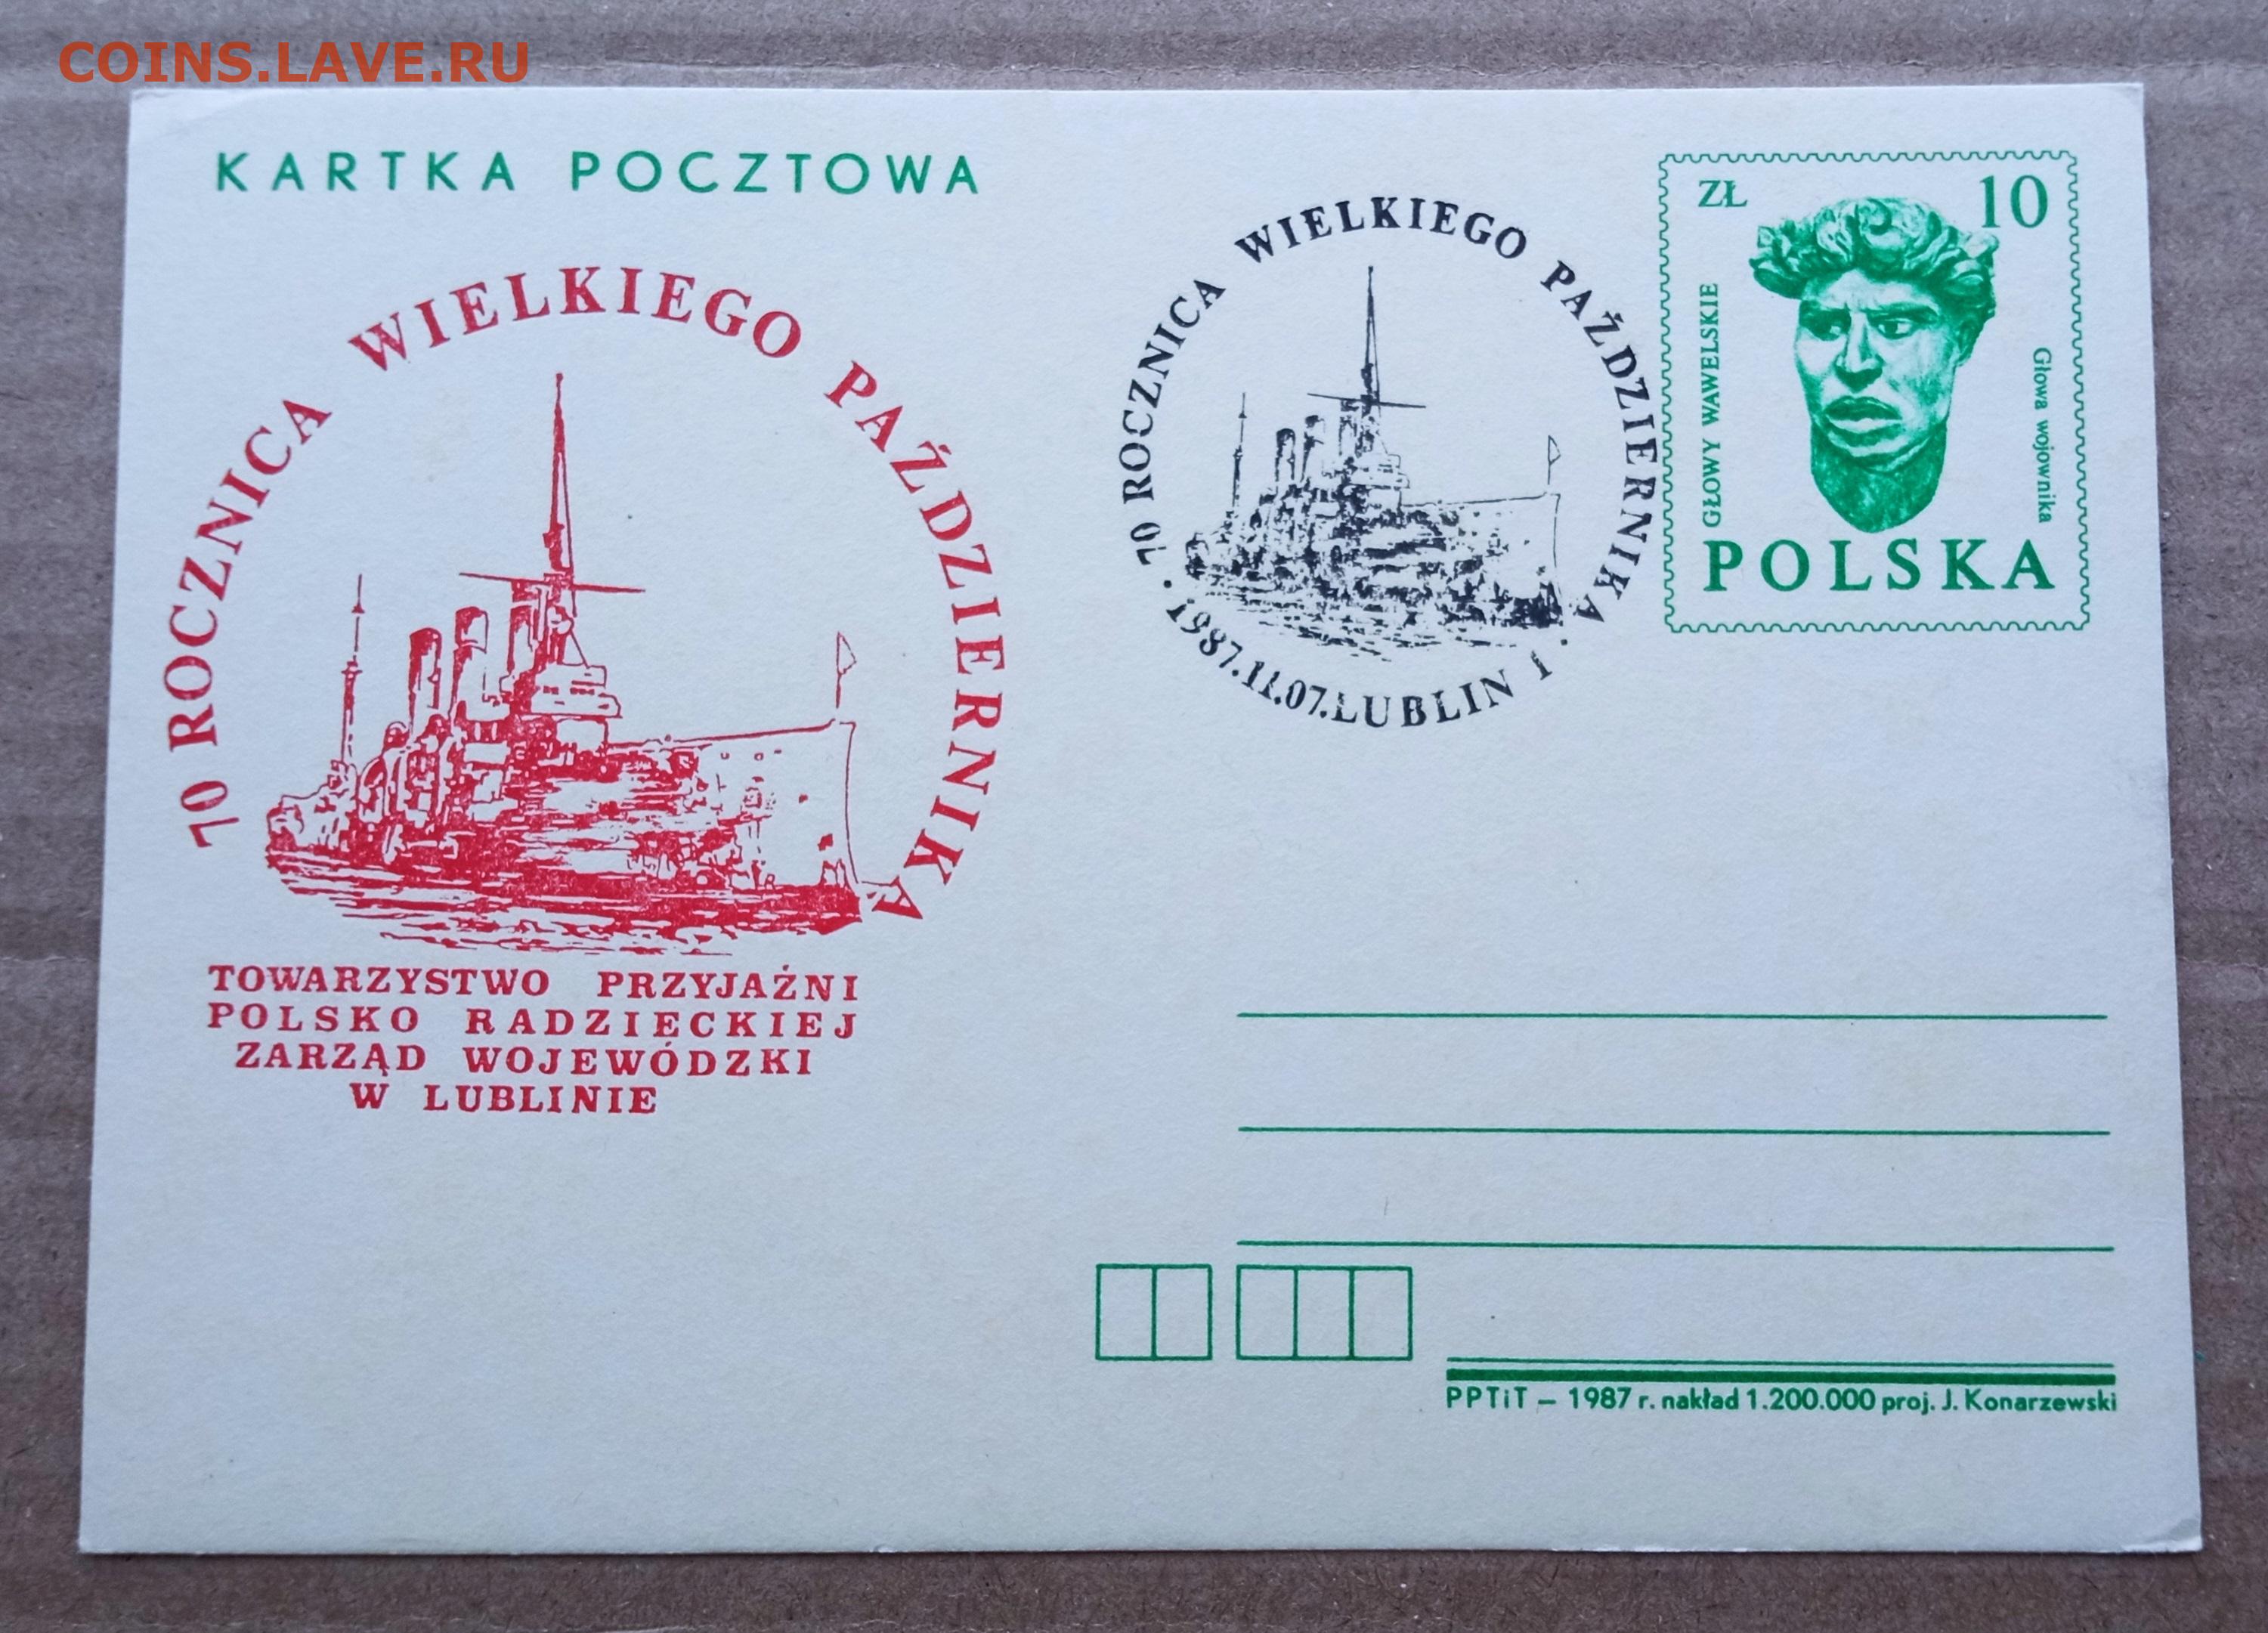 COINS.LAVE.RU
KARTKA POCZTOWA
70 ROCZNICA WIELKIEGO PAŹDZIERNIKA
TOWARZYSTWO PRZYJAŹNI
POLSKO RADZIECKIEJ
ZARZĄD WOJEWÓDZKI
W LUBLINIE
• 70 ROCZNICA WIELKIEGO PAŹDZIERNIKA •
1987.11.07.LUBLIN 1
ZŁ 10
GŁOWY WAWELSKIE
Głowa wojownika
POLSKA
PPTiT – 1987 r. nakład 1.200.000 proj. J. Konarzewski